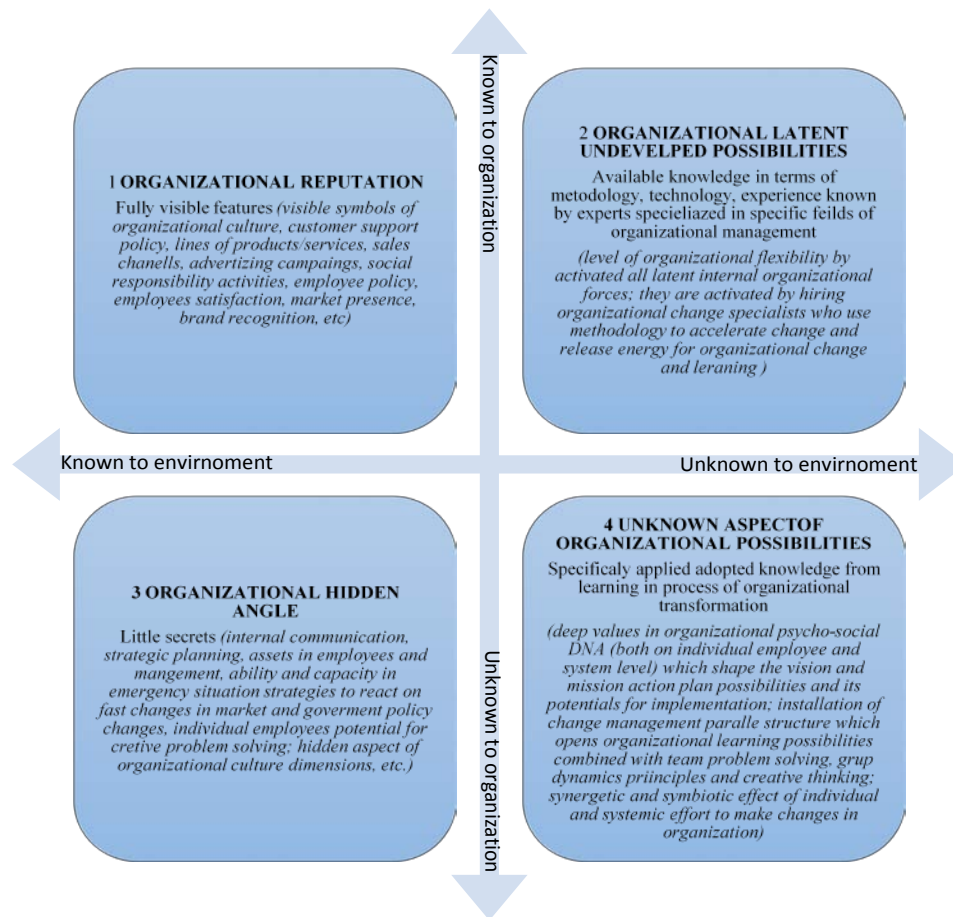 Known to organization
1 ORGANIZATIONAL REPUTATION
Fully visible features (visible symbols of
organizational culture, customer support
policy, lines of products/services, sales
chanells, advertizing campaings, social
responsibility activities, employee policy,
employees satisfaction, market presence,
brand recognition, etc)
2 ORGANIZATIONAL LATENT
UNDEVELPED POSSIBILITIES
Available knowledge in terms of
metodology, technology, experience known
by experts specieliazed in specific feilds of
organizational management
(level of organizational flexibility by
activated all latent internal organizational
forces; they are activated by hiring
organizational change specialists who use
methodology to accelerate change and
release energy for organizational change
and leraning )
Known to envirnoment
Unknown to envirnoment
3 ORGANIZATIONAL HIDDEN
ANGLE
Little secrets (internal communication,
strategic planning, assets in employees and
mangement, ability and capacity in
emergency situation strategies to react on
fast changes in market and goverment policy
changes, individual employees potential for
cretive problem solving; hidden aspect of
organizational culture dimensions, etc.)
4 UNKNOWN ASPECTOF
ORGANIZATIONAL POSSIBILITIES
Specificaly applied adopted knowledge from
learning in process of organizational
transformation
(deep values in organizational psycho-social
DNA (both on individual employee and
system level) which shape the vision and
mission action plan possibilities and its
potentials for implementation; installation of
change management paralle structure which
opens organizational learning possibilities
combined with team problem solving, grup
dynamics priinciples and creative thinking;
synergetic and symbiotic effect of individual
and systemic effort to make changes in
organization)
Unknown to organization